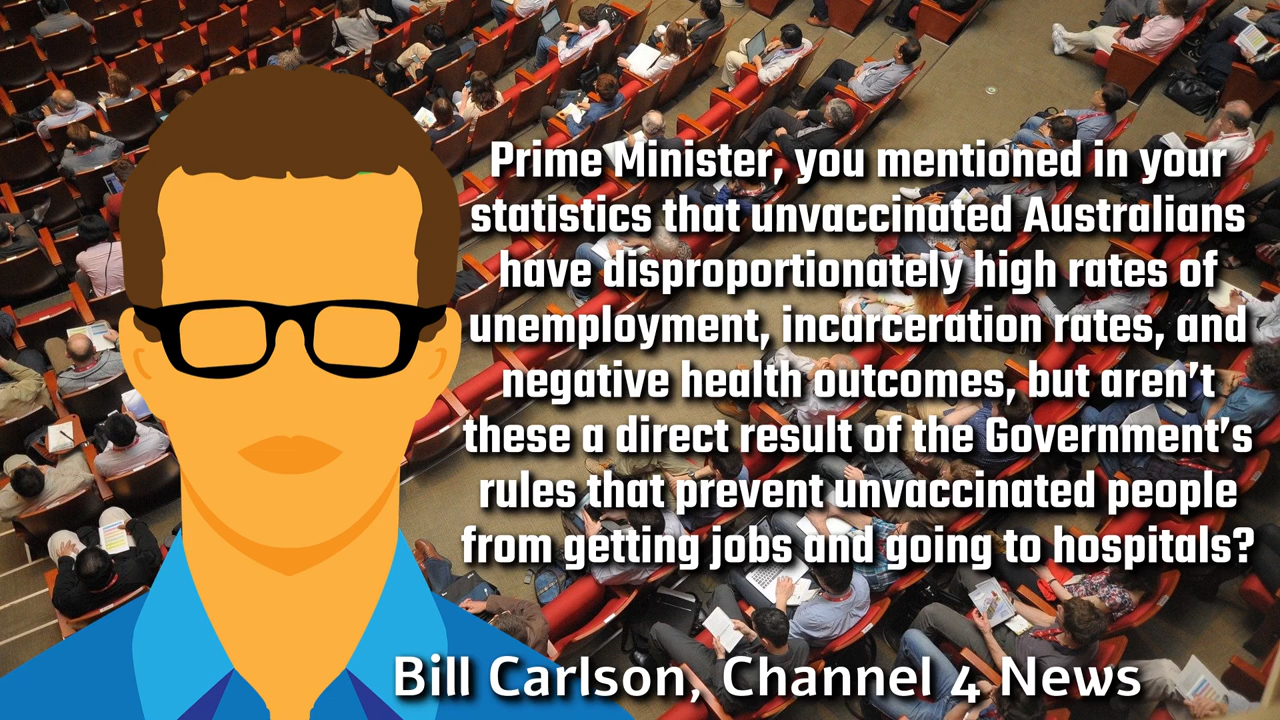 Prime Minister, you mentioned in your
statistics that unvaccinated Australians
have disproportionately high rates of
unemployment, incarceration rates, and
negative health outcomes, but aren't
these a direct result of the Government's
rules that prevent unvaccinated people
from getting jobs and going to hospitals?
Bill Carlson, Channel 4 News